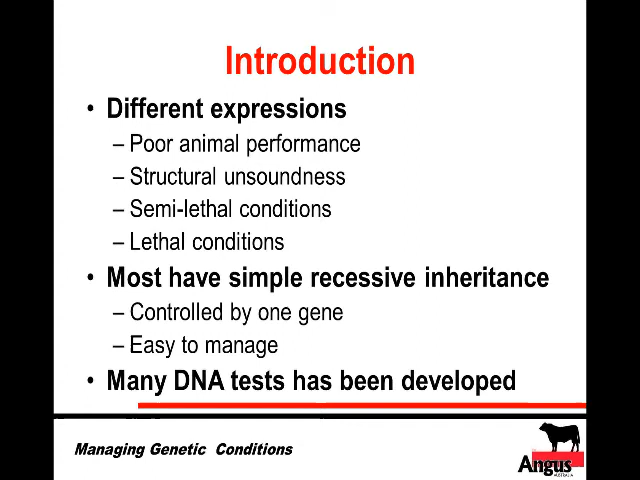 Introduction
• Different expressions
– Poor animal performance
– Structural unsoundness
– Semi-lethal conditions
– Lethal conditions
• Most have simple recessive inheritance
– Controlled by one gene
– Easy to manage
• Many DNA tests has been developed
Managing Genetic Conditions
Angus
AUSTRALIA